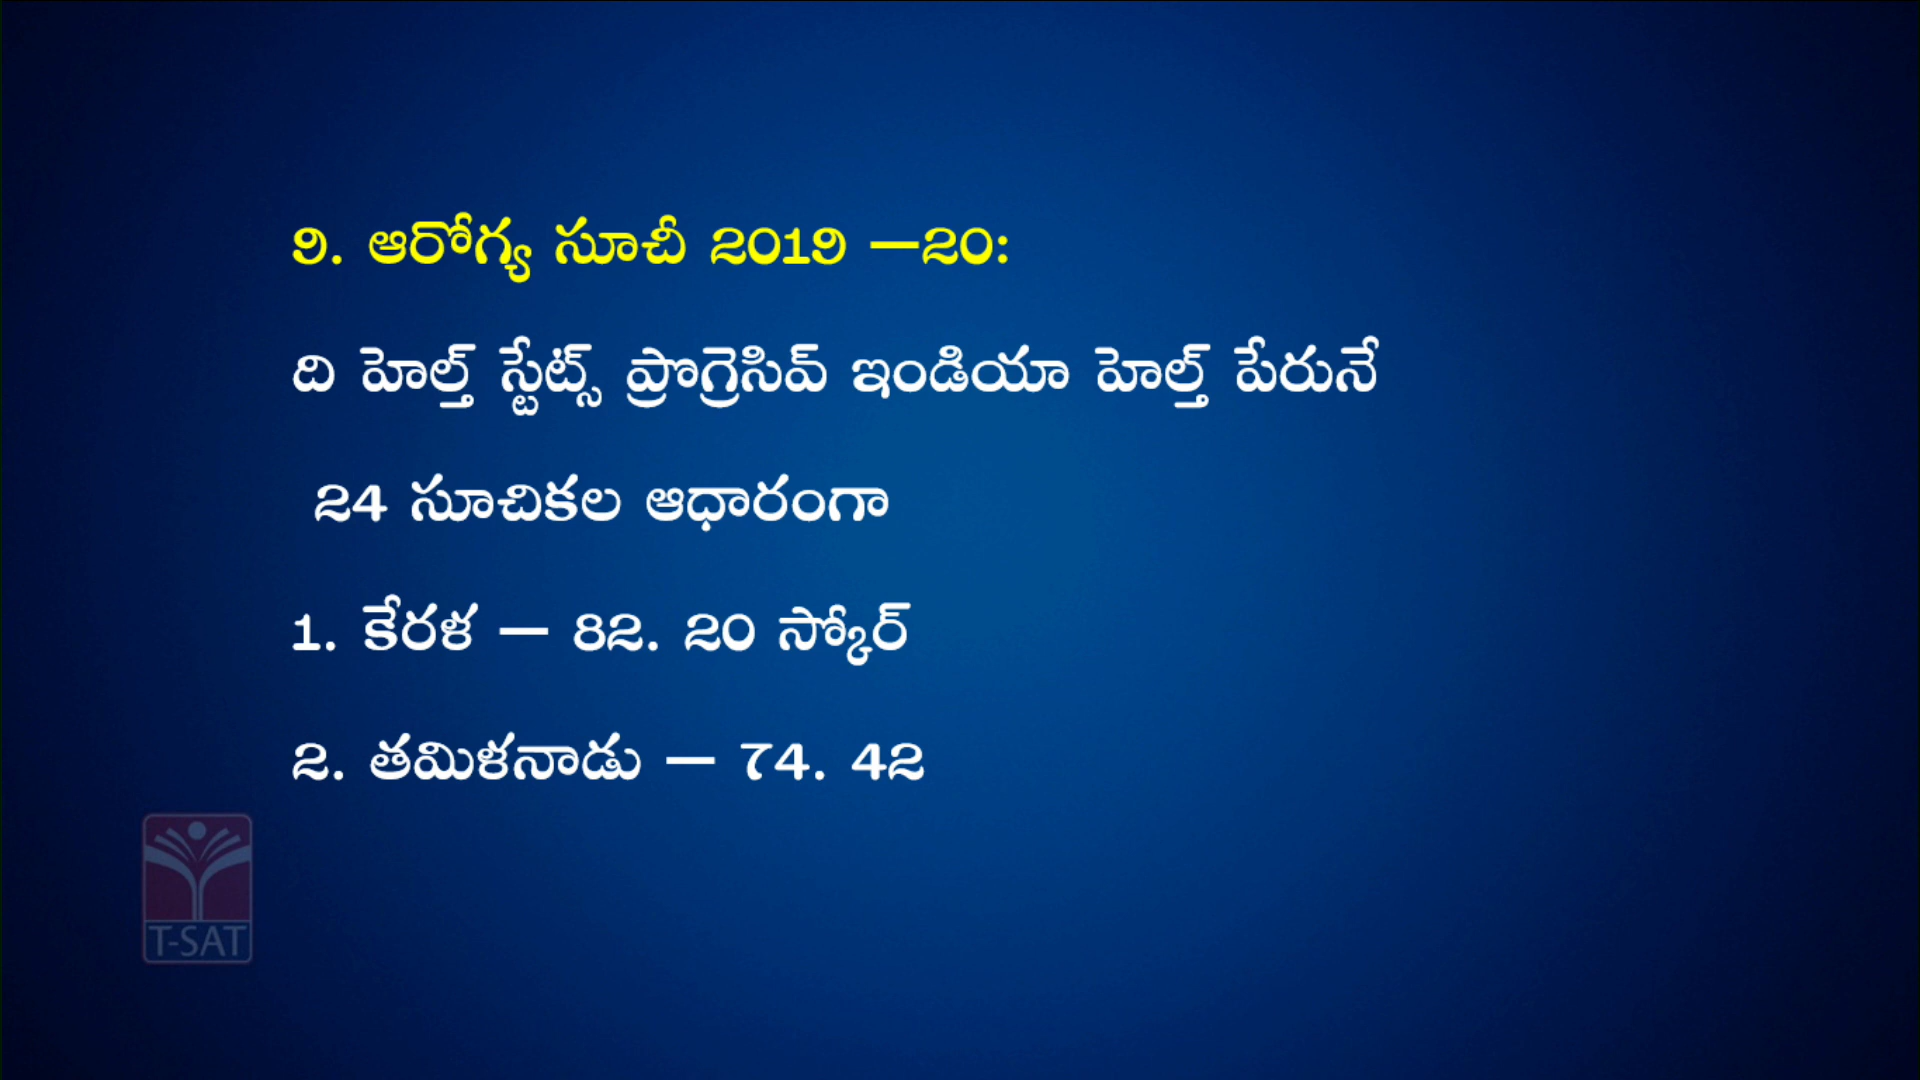 9. ఆరోగ్య సూచీ 2019 –20:
ది హెల్త్ స్టేట్స్ ప్రొగ్రెసివ్ ఇండియా హెల్త్ పేరునే
24 సూచికల ఆధారంగా
1. కేరళ – 82. 20 స్కోర్
2. తమిళనాడు – 74. 42
T-SAT